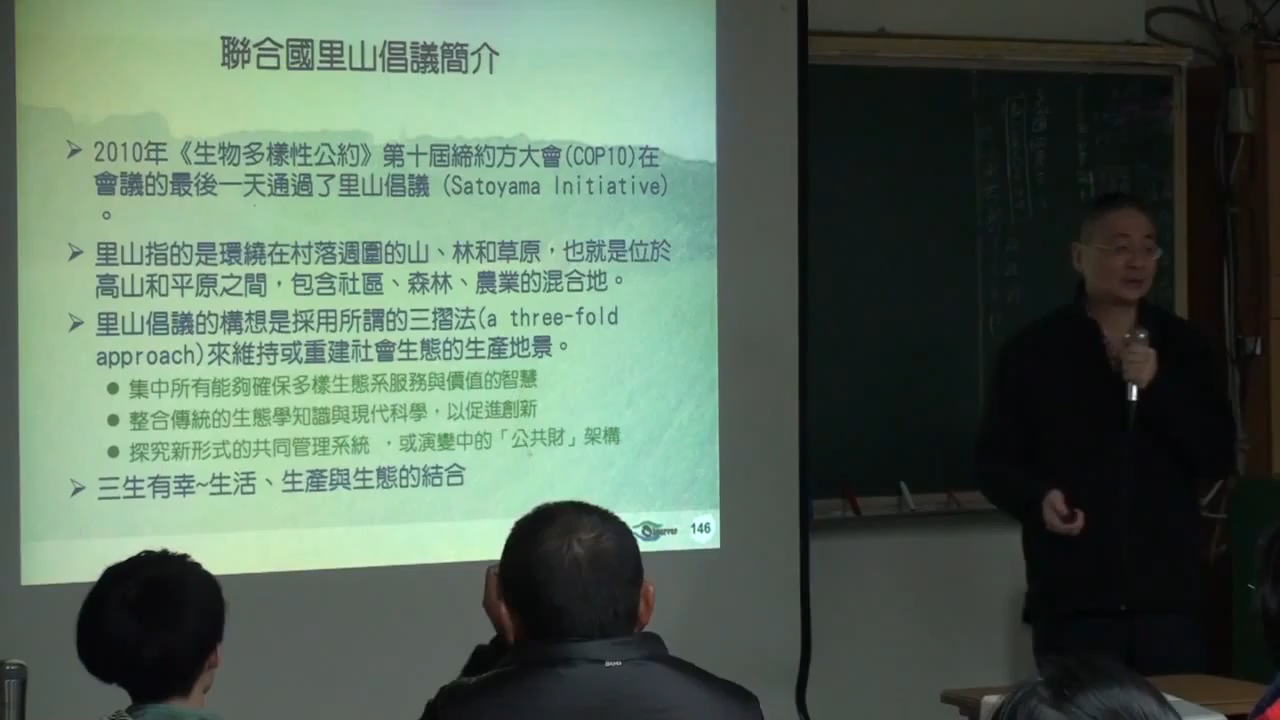 聯合國里山倡議簡介
2010年《生物多樣性公約》第十屆締約方大會(COP10)在
會議的最後一天通過了里山倡議 (Satoyama Initiative)
。
里山指的是環繞在村落週圍的山、林和草原，也就是位於
高山和平原之間，包含社區、森林、農業的混合地。
里山倡議的構想是採用所謂的三摺法(a three-fold
approach)來維持或重建社會生態的生產地景。
集中所有能夠確保多樣生態系服務與價值的智慧
整合傳統的生態學知識與現代科學，以促進創新
探究新形式的共同管理系統 ，或演變中的「公共財」架構
三生有幸~生活、生產與生態的結合
146